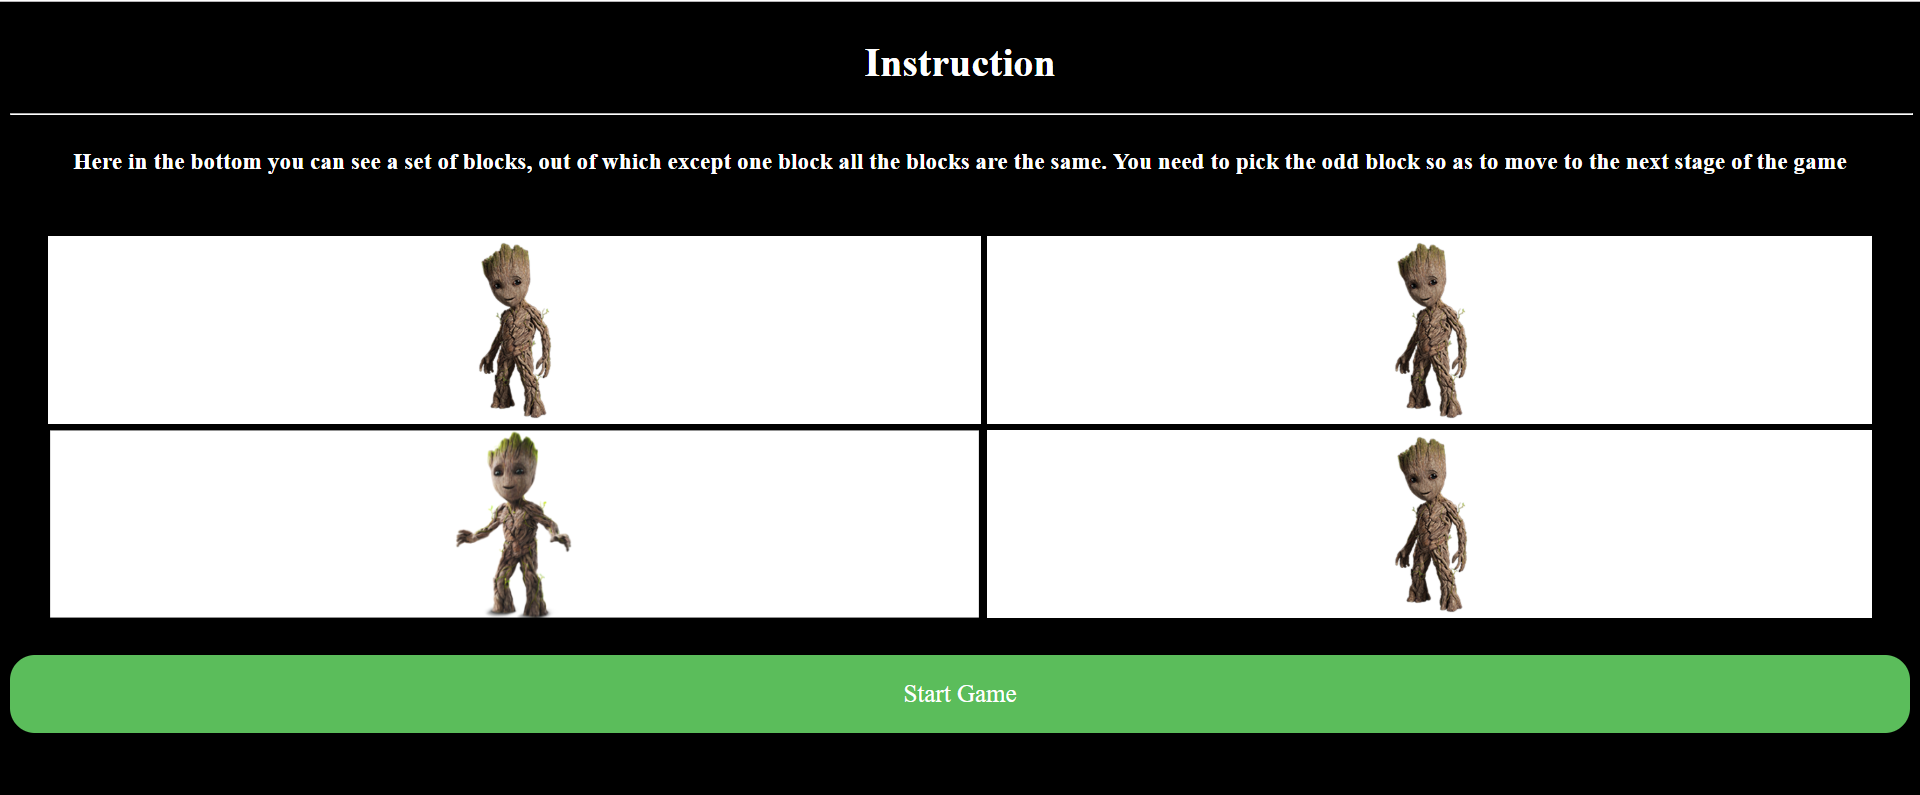 Instruction
Here in the bottom you can see a set of blocks, out of which except one block all the blocks are the same. You need to pick the odd block so as to move to the next stage of the game
Start Game